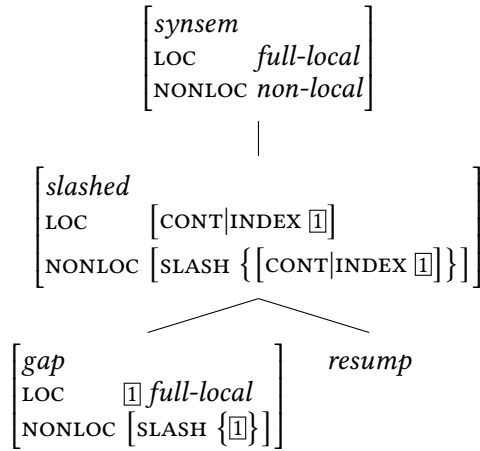 synsem
LOC full-local
NONLOC non-local
slashed
LOC [CONT|INDEX 1]
NONLOC [SLASH {[CONT|INDEX 1]}]
gap
LOC 1 full-local
NONLOC [SLASH {1}]
resump